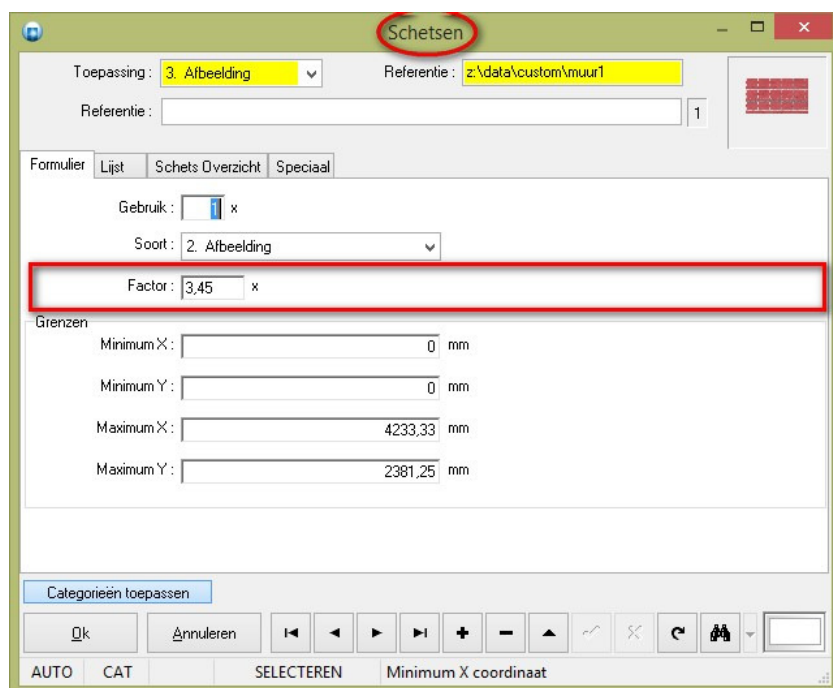 Schetsen
Toepassing : 3. Afbeelding Referentie : z:\data\custom\muur1
Referentie : 1
Formulier Lijst Schets Overzicht Speciaal
Gebruik : 1 x
Soort : 2. Afbeelding
Factor : 3,45 x
Grenzen
Minimum X : 0 mm
Minimum Y : 0 mm
Maximum X : 4233,33 mm
Maximum Y : 2381,25 mm
Categorieën toepassen
Ok Annuleren
AUTO CAT SELECTEREN Minimum X coordinaat